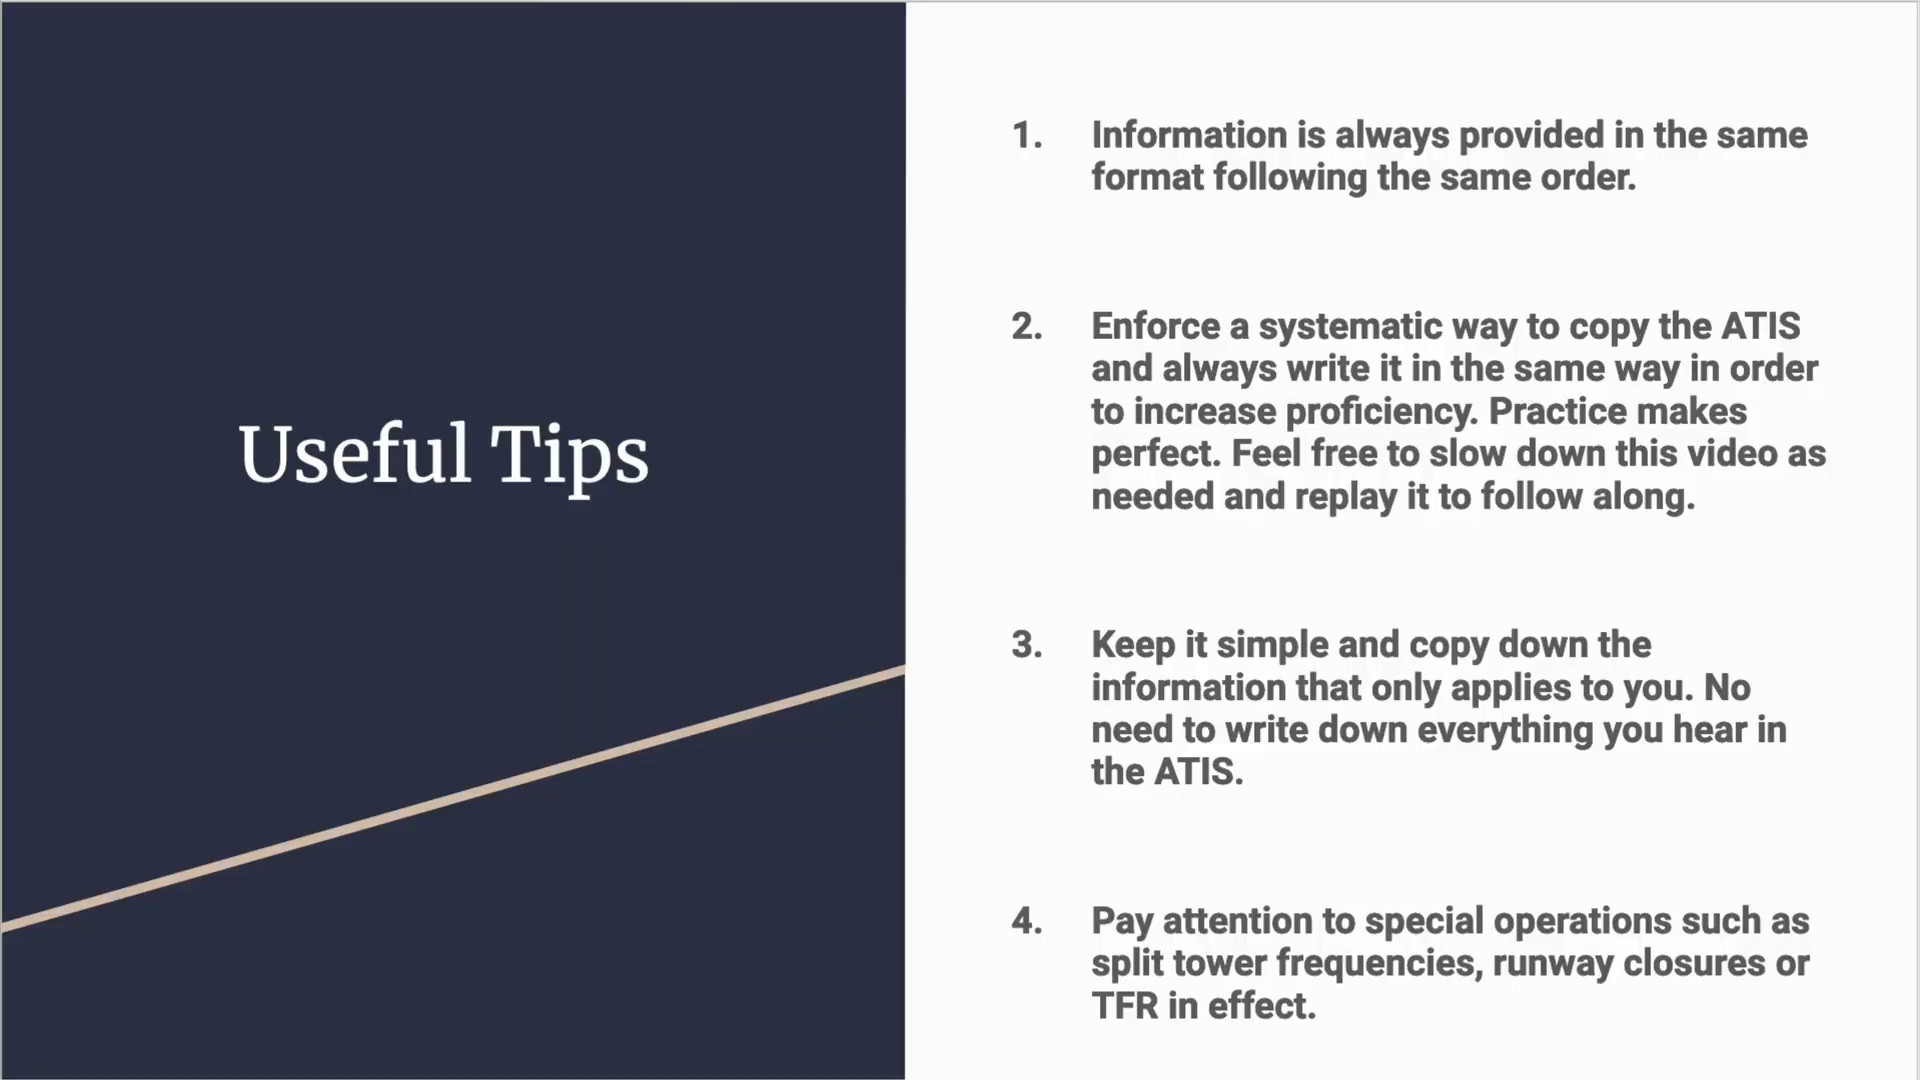 Useful Tips
1. Information is always provided in the same
format following the same order.
2. Enforce a systematic way to copy the ATIS
and always write it in the same way in order
to increase proficiency. Practice makes
perfect. Feel free to slow down this video as
needed and replay it to follow along.
3. Keep it simple and copy down the
information that only applies to you. No
need to write down everything you hear in
the ATIS.
4. Pay attention to special operations such as
split tower frequencies, runway closures or
TFR in effect.